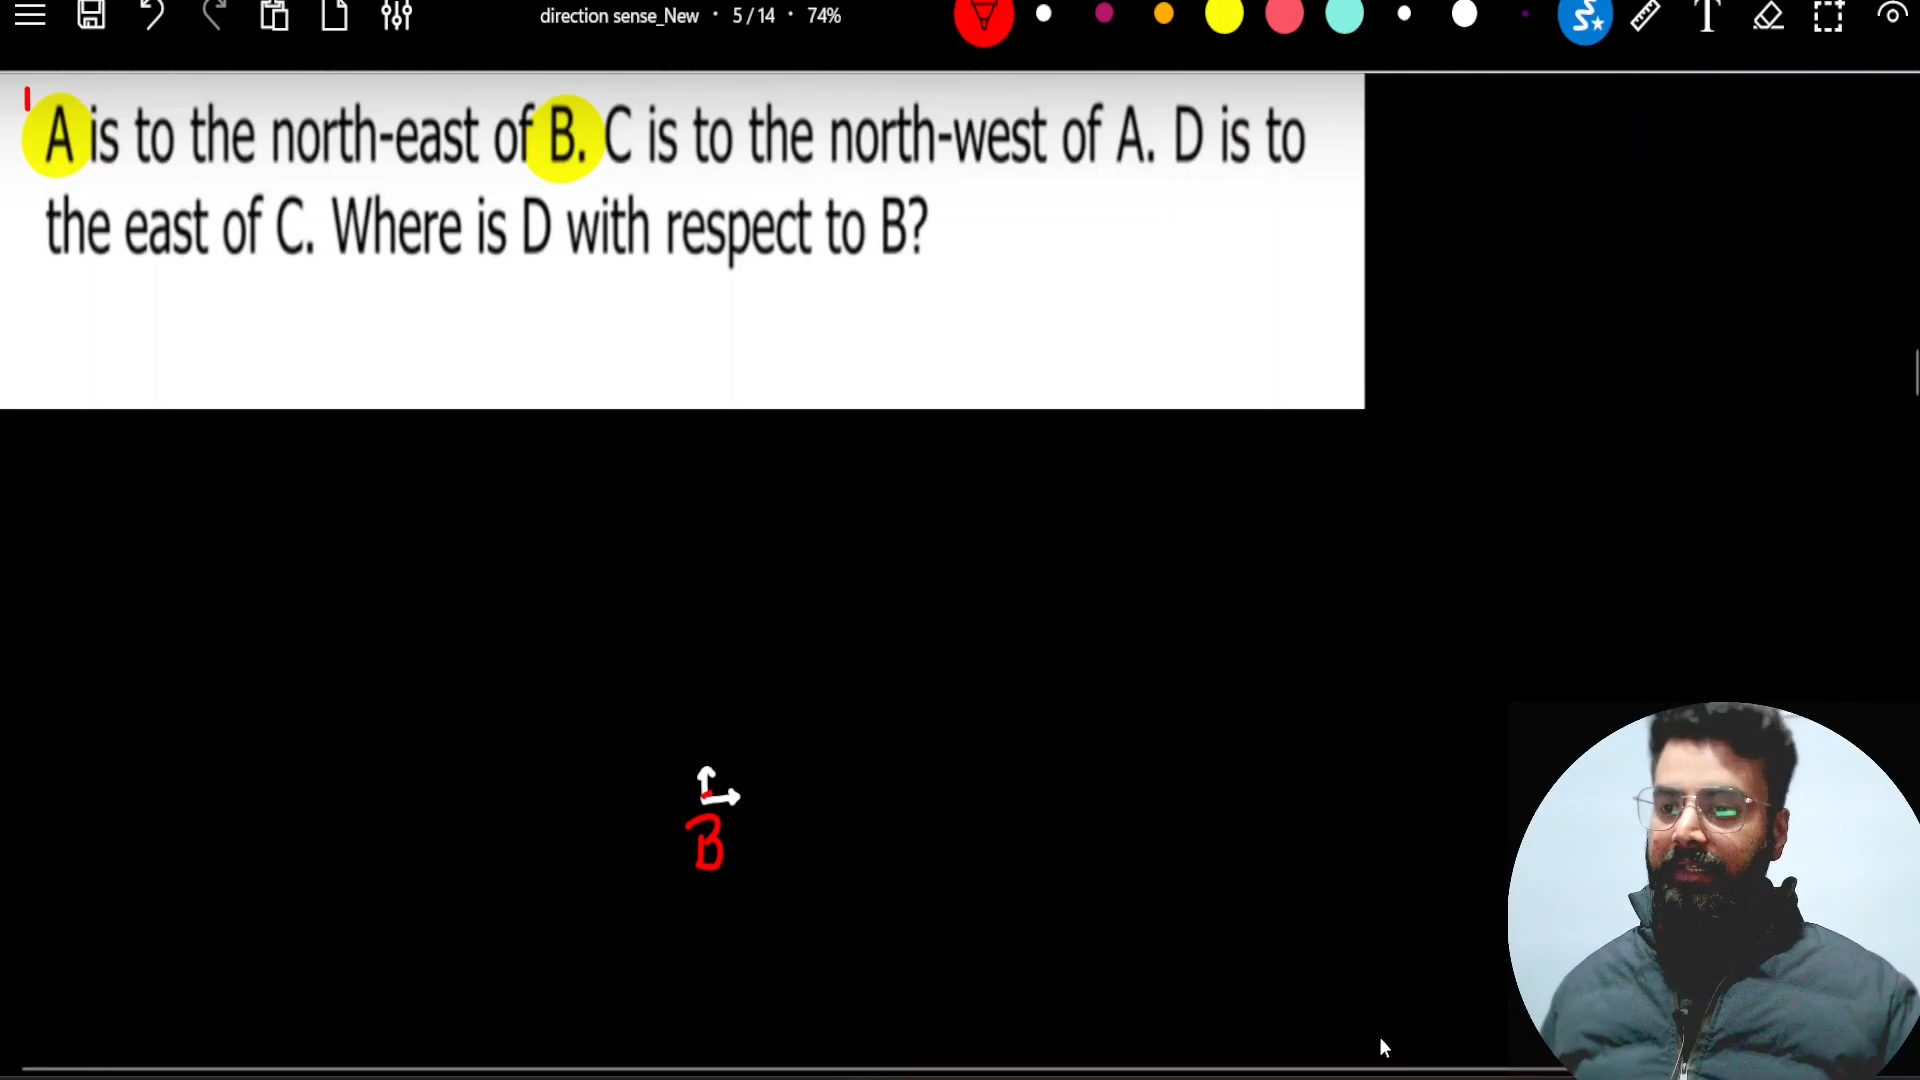 direction sense_New • 5 / 14 • 74%
T
A is to the north-east of B. C is to the north-west of A. D is to
the east of C. Where is D with respect to B?
B